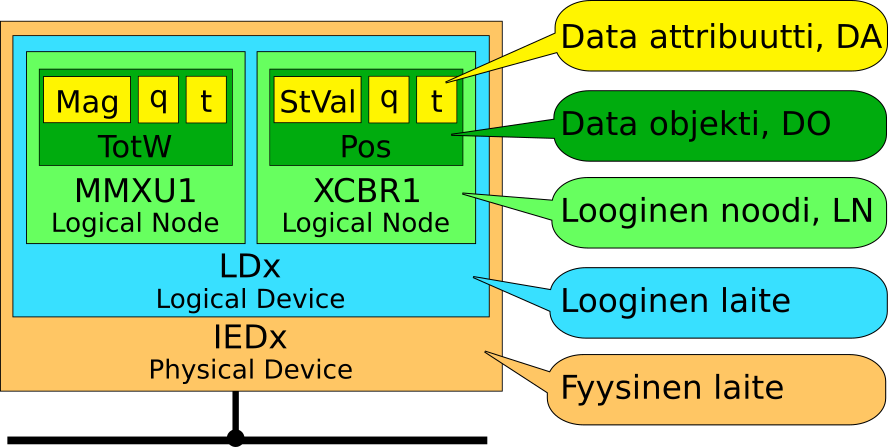 Mag q t
TotW
MMXU1
Logical Node
StVal q t
Pos
XCBR1
Logical Node
LDx
Logical Device
IEDx
Physical Device
Data attribuutti, DA
Data objekti, DO
Looginen noodi, LN
Looginen laite
Fyysinen laite